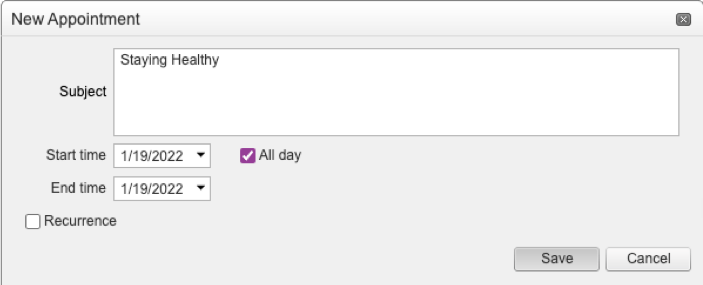 New Appointment
Subject
Staying Healthy
Start time 1/19/2022 All day
End time 1/19/2022
Recurrence
Save Cancel